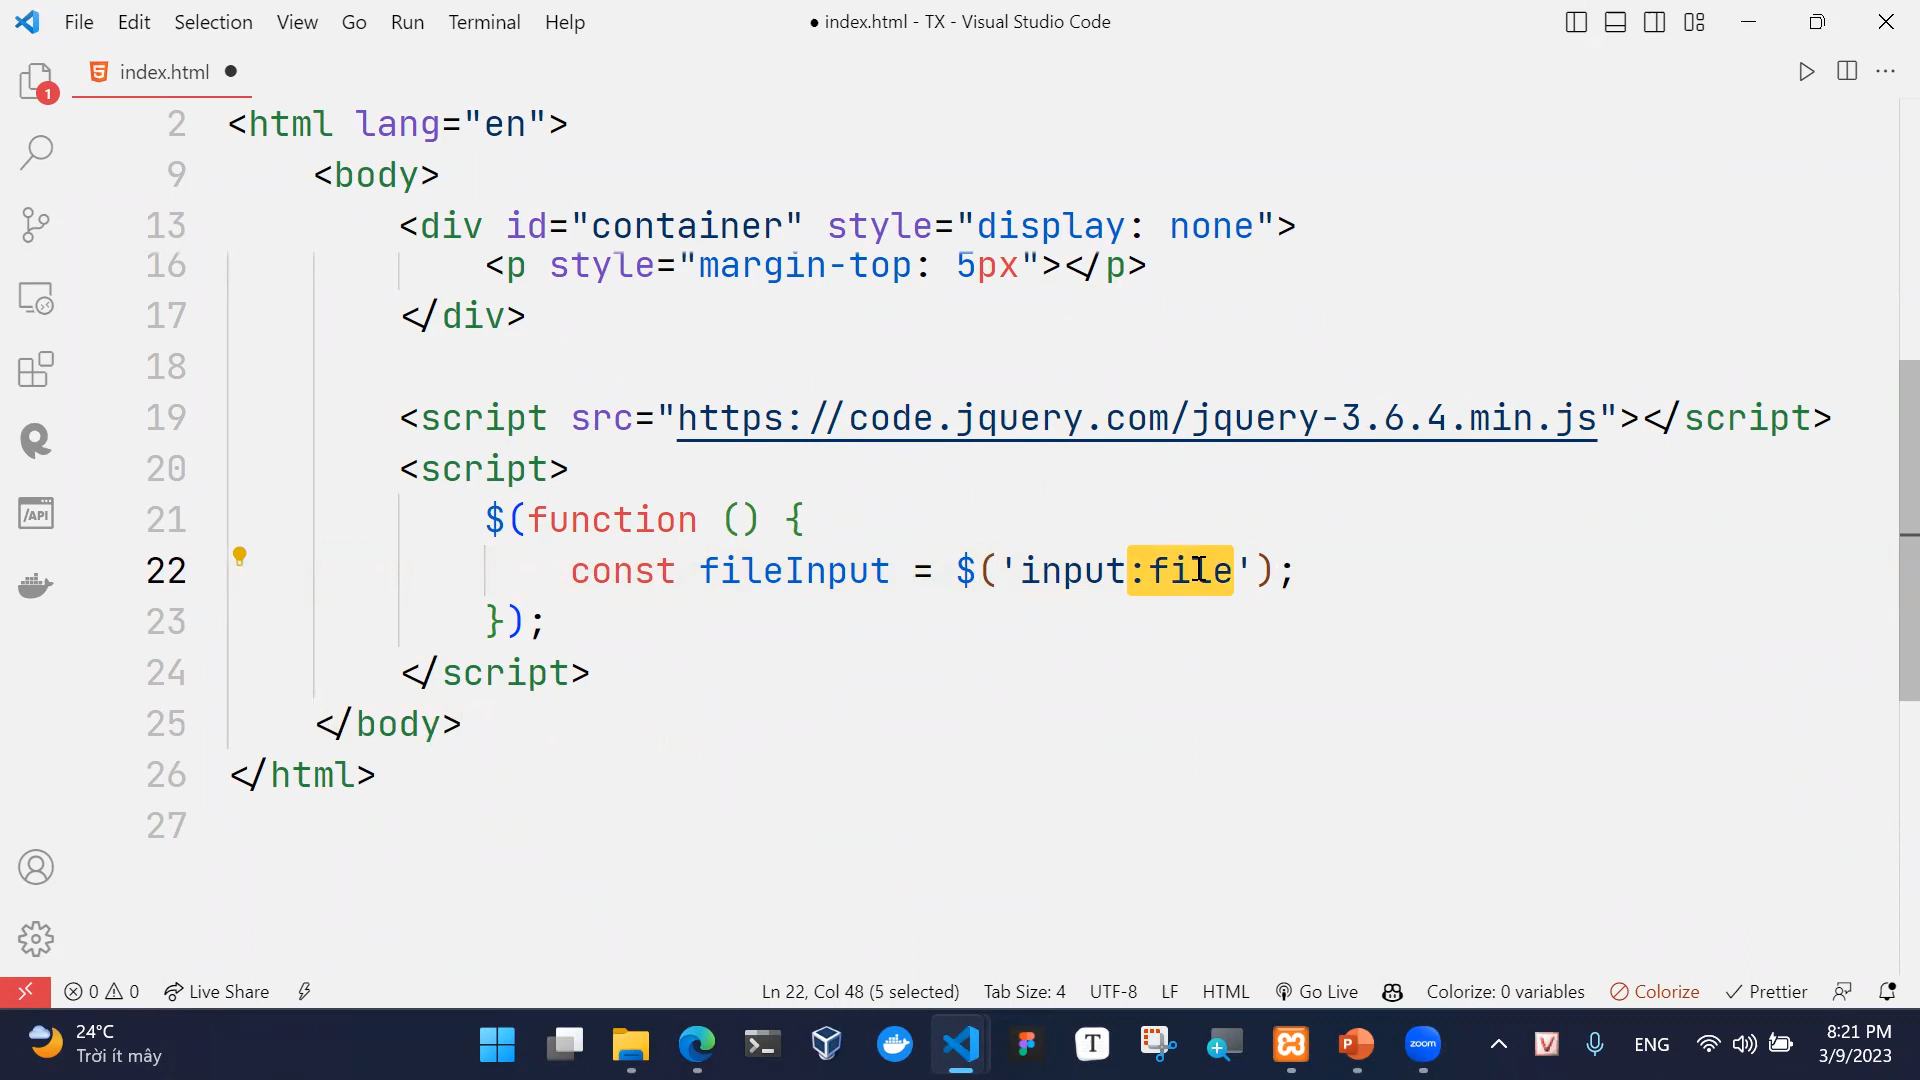 File Edit Selection View Go Run Terminal Help ● index.html - TX - Visual Studio Code
index.html ●
1
2 <html lang="en">
9 <body>
13 <div id="container" style="display: none">
16 <p style="margin-top: 5px"></p>
17 </div>
18
19 <script src="https://code.jquery.com/jquery-3.6.4.min.js"></script>
20 <script>
21 $(function () {
22 const fileInput = $('input:file');
23 });
24 </script>
25 </body>
26 </html>
27
/API
0 0 Live Share Ln 22, Col 48 (5 selected) Tab Size: 4 UTF-8 LF HTML Go Live Colorize: 0 variables Colorize Prettier
24°C
Trời ít mây
T
zoom
V
ENG
8:21 PM
3/9/2023